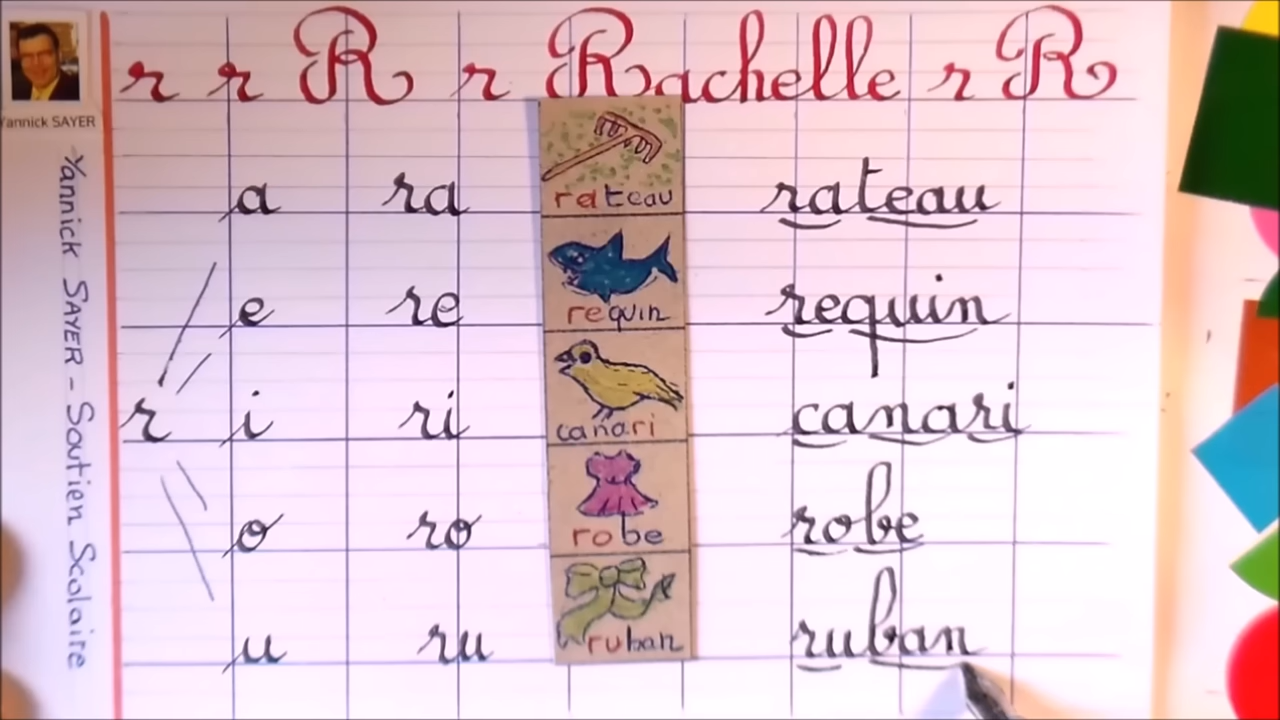 r r R r Rachelle r R
Yannick SAYER
Yannick SAYER - Soutien Scolaire
a ra rateau rateau
e re requin requin
r i ri canari canari
o ro robe robe
u ru ruban ruban